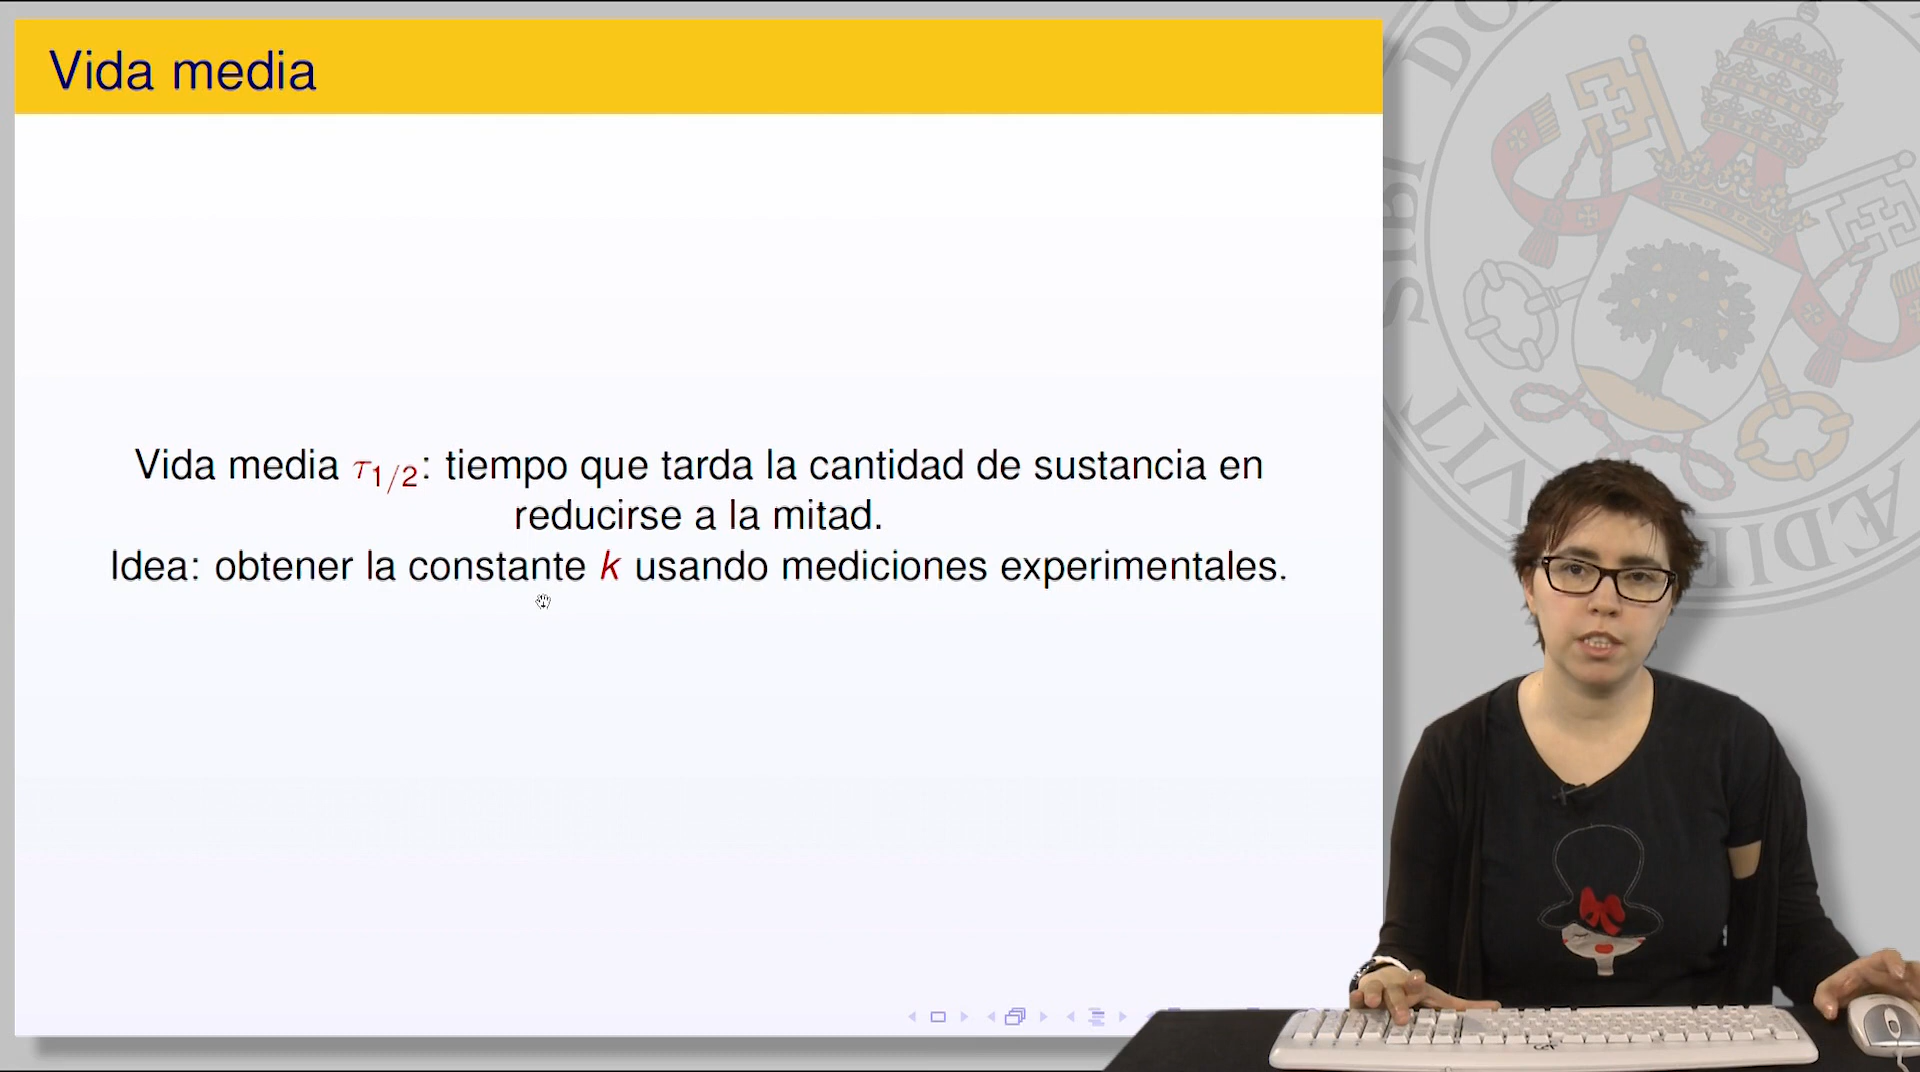 Vida media
Vida media τ1/2: tiempo que tarda la cantidad de sustancia en
reducirse a la mitad.
Idea: obtener la constante k usando mediciones experimentales.